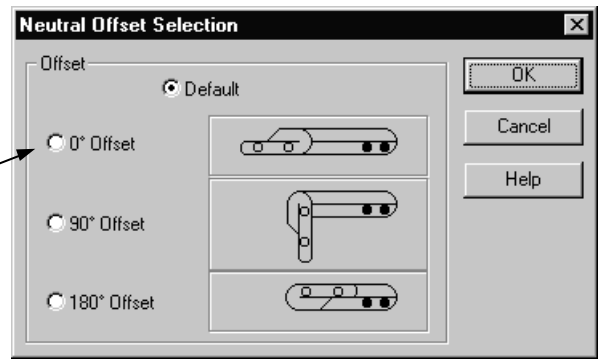 Neutral Offset Selection
Offset
Default
0° Offset
90° Offset
180° Offset
OK
Cancel
Help